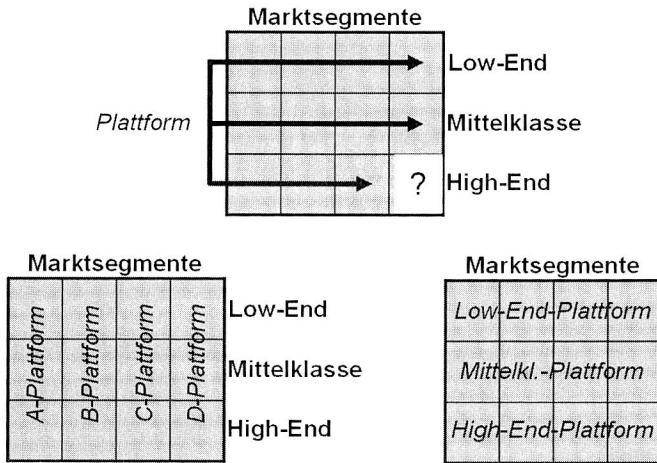 Marktsegmente
Low-End
Plattform
Mittelklasse
?
High-End
Marktsegmente
A-Plattform
B-Plattform
C-Plattform
D-Plattform
Low-End
Mittelklasse
High-End
Marktsegmente
Low-End-Plattform
Mittelkl.-Plattform
High-End-Plattform